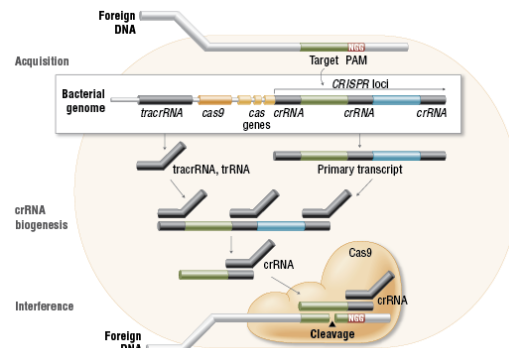 Foreign
DNA
NGG
Target PAM
Acquisition
CRISPR loci
Bacterial
genome
tracrRNA cas9 cas
genes crRNA crRNA crRNA
tracrRNA, trRNA
Primary transcript
crRNA
biogenesis
Cas9
crRNA
crRNA
Interference
NGG
Cleavage
Foreign
DNA